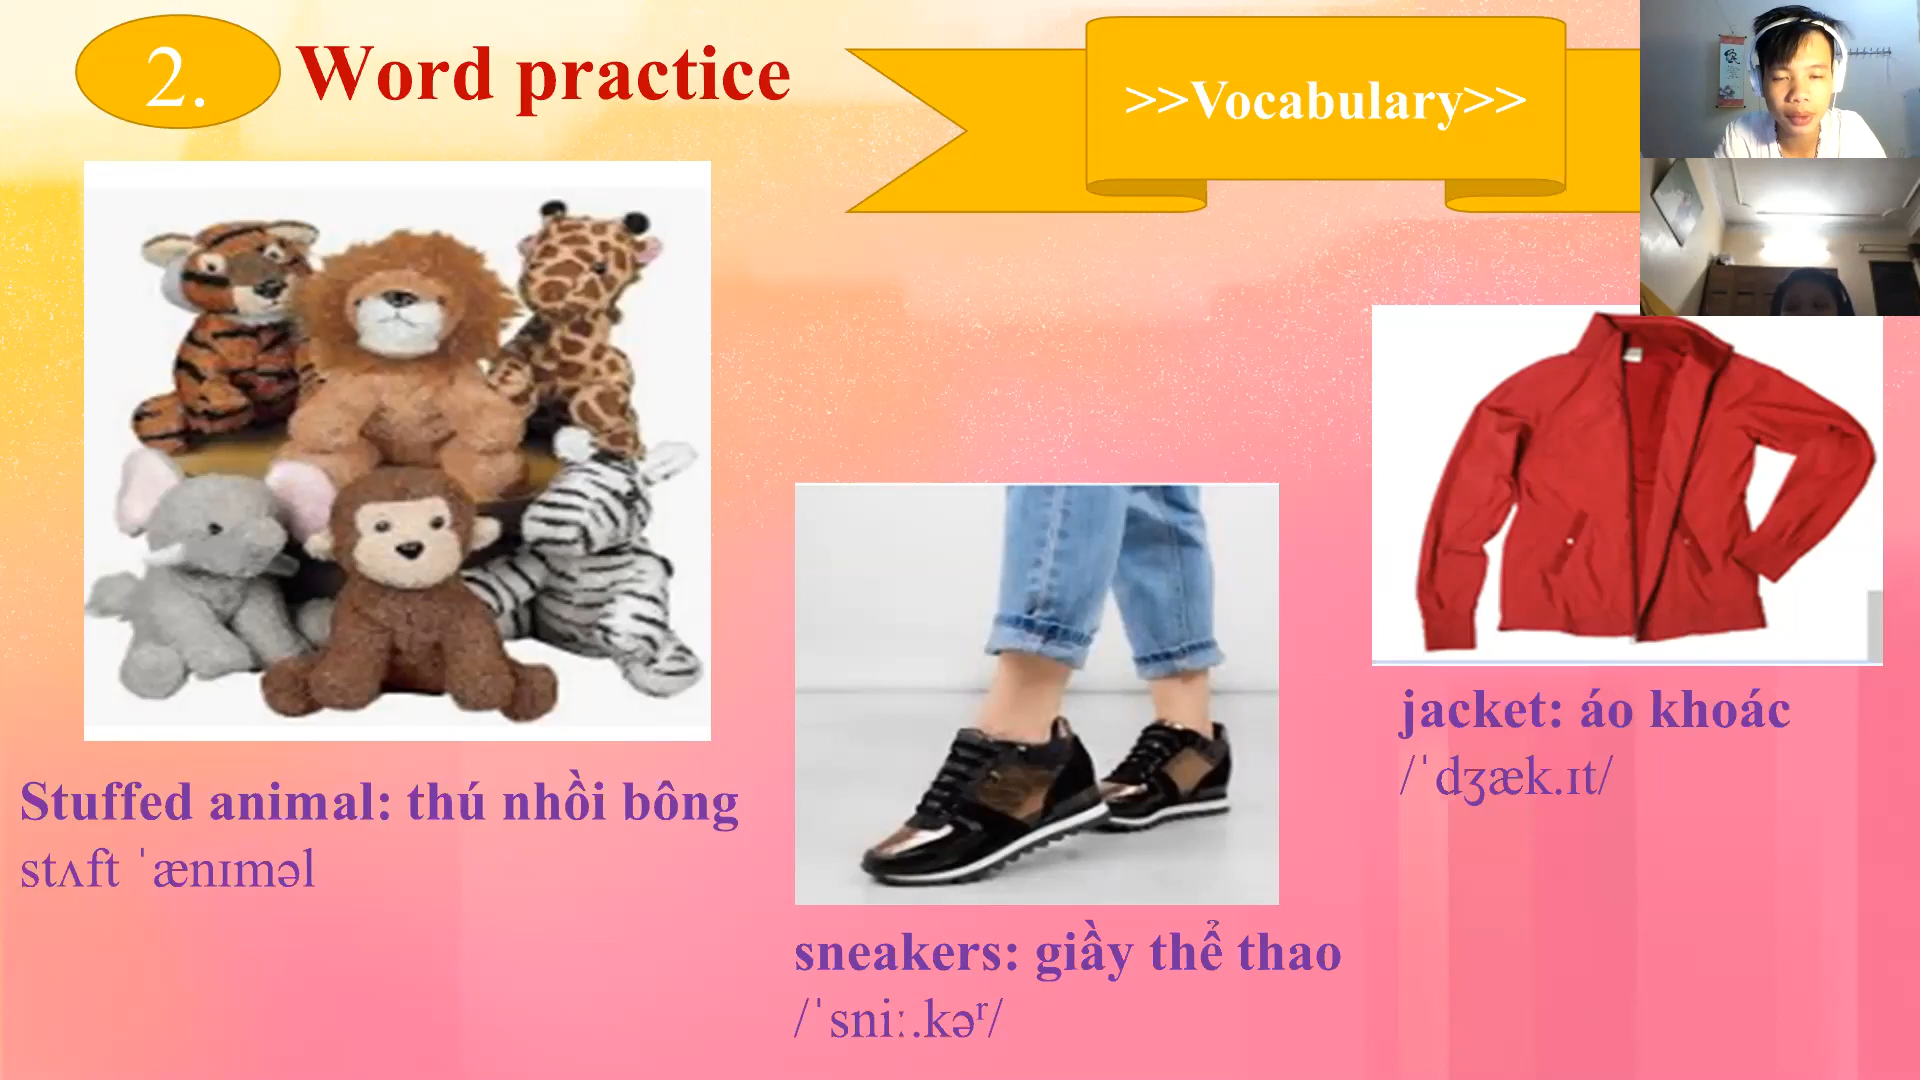 2. Word practice
>>Vocabulary>>
Stuffed animal: thú nhồi bông
stʌft ˈænɪməl
sneakers: giầy thể thao
/ˈsniː.kəʳ/
jacket: áo khoác
/ˈdʒæk.ɪt/